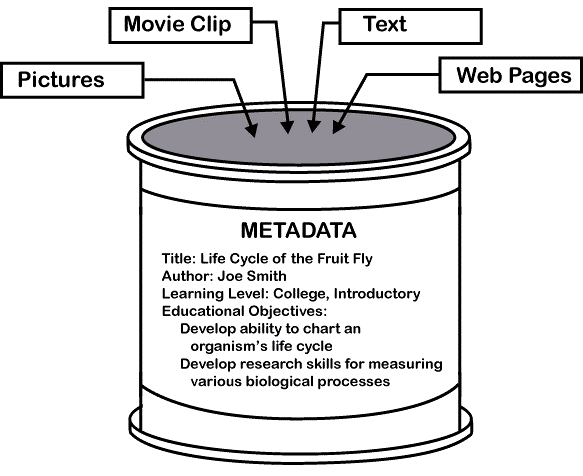 Movie Clip
Text
Pictures
Web Pages
METADATA
Title: Life Cycle of the Fruit Fly
Author: Joe Smith
Learning Level: College, Introductory
Educational Objectives:
Develop ability to chart an
organism's life cycle
Develop research skills for measuring
various biological processes